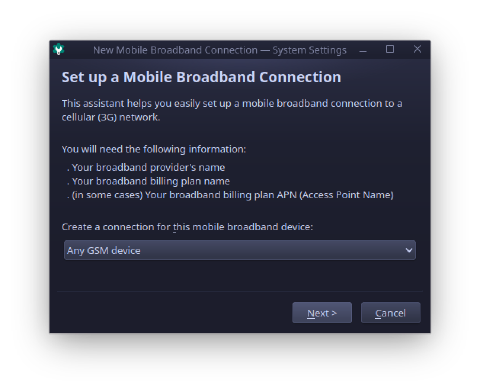 New Mobile Broadband Connection — System Settings
Set up a Mobile Broadband Connection
This assistant helps you easily set up a mobile broadband connection to a
cellular (3G) network.
You will need the following information:
. Your broadband provider's name
. Your broadband billing plan name
. (in some cases) Your broadband billing plan APN (Access Point Name)
Create a connection for this mobile broadband device:
Any GSM device
Next >
Cancel